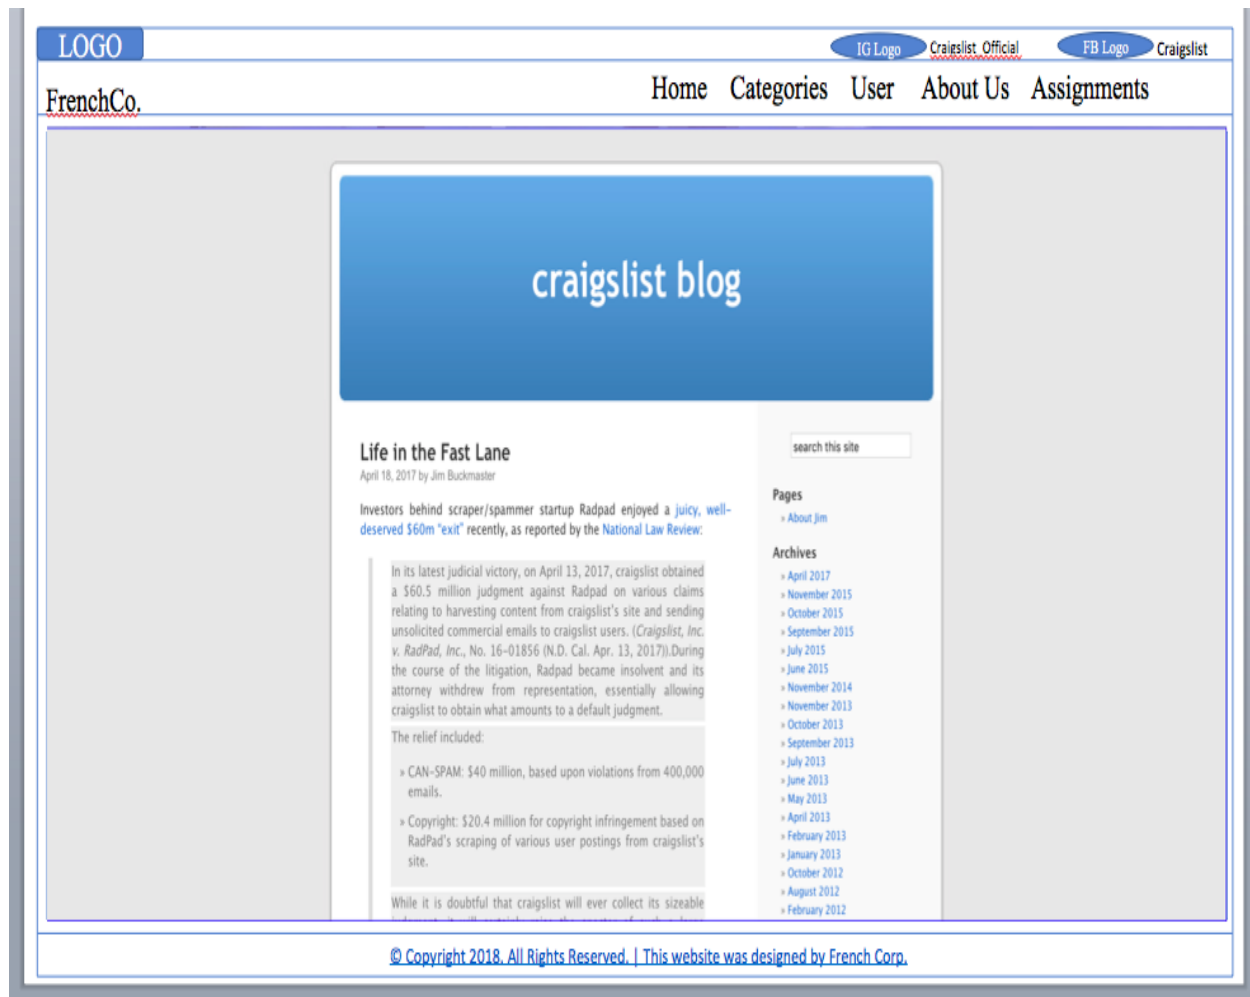 LOGO
IG Logo
Craigslist Official
FB Logo
Craigslist
FrenchCo.
Home Categories User About Us Assignments
craigslist blog
Life in the Fast Lane
April 18, 2017 by Jim Buckmaster
Investors behind scraper/spammer startup Radpad enjoyed a juicy, well-
deserved $60m "exit" recently, as reported by the National Law Review:
In its latest judicial victory, on April 13, 2017, craigslist obtained
a $60.5 million judgment against Radpad on various claims
relating to harvesting content from craigslist's site and sending
unsolicited commercial emails to craigslist users. (Craigslist, Inc.
v. RadPad, Inc., No. 16-01856 (N.D. Cal. Apr. 13, 2017)).During
the course of the litigation, Radpad became insolvent and its
attorney withdrew from representation, essentially allowing
craigslist to obtain what amounts to a default judgment.
The relief included:
» CAN-SPAM: $40 million, based upon violations from 400,000
emails.
» Copyright: $20.4 million for copyright infringement based on
RadPad's scraping of various user postings from craigslist's
site.
While it is doubtful that craigslist will ever collect its sizeable
search this site
Pages
» About Jim
Archives
» April 2017
» November 2015
» October 2015
» September 2015
» July 2015
» June 2015
» November 2014
» November 2013
» October 2013
» September 2013
» July 2013
» June 2013
» May 2013
» April 2013
» February 2013
» January 2013
» October 2012
» August 2012
» February 2012
© Copyright 2018. All Rights Reserved. | This website was designed by French Corp.